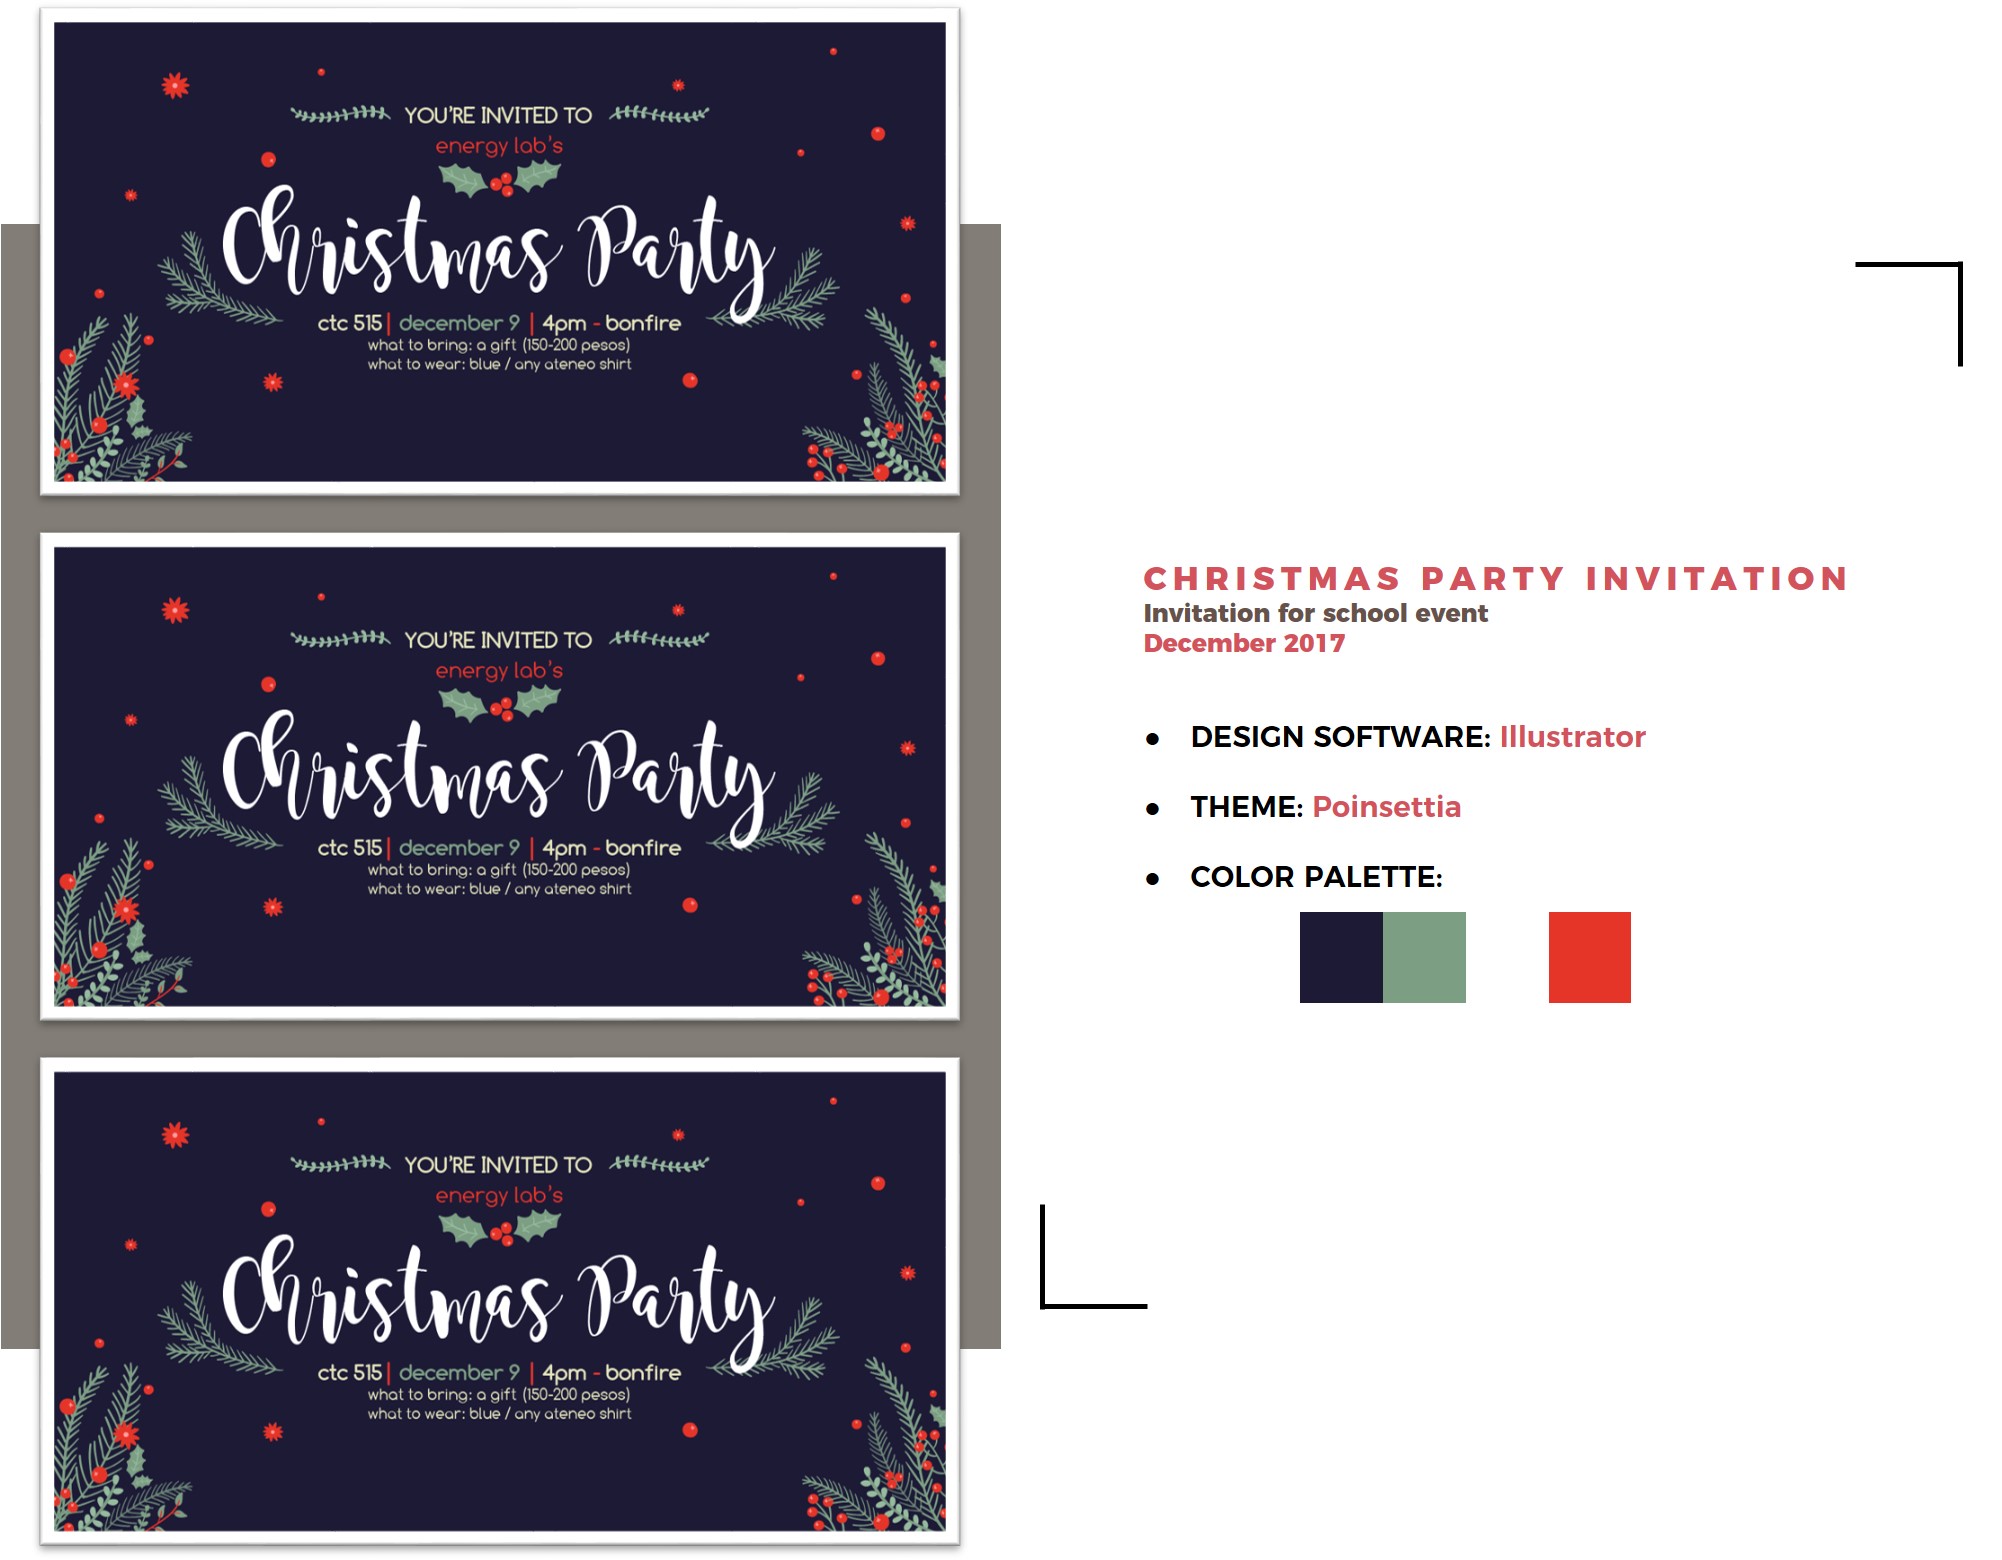 YOU'RE INVITED TO
energy lab's
Christmas Party
ctc 515 | december 9 | 4pm - bonfire
what to bring: a gift (150-200 pesos)
what to wear: blue / any ateneo shirt
YOU'RE INVITED TO
energy lab's
Christmas Party
ctc 515 | december 9 | 4pm - bonfire
what to bring: a gift (150-200 pesos)
what to wear: blue / any ateneo shirt
YOU'RE INVITED TO
energy lab's
Christmas Party
ctc 515 | december 9 | 4pm - bonfire
what to bring: a gift (150-200 pesos)
what to wear: blue / any ateneo shirt
CHRISTMAS PARTY INVITATION
Invitation for school event
December 2017
● DESIGN SOFTWARE: Illustrator
● THEME: Poinsettia
● COLOR PALETTE: